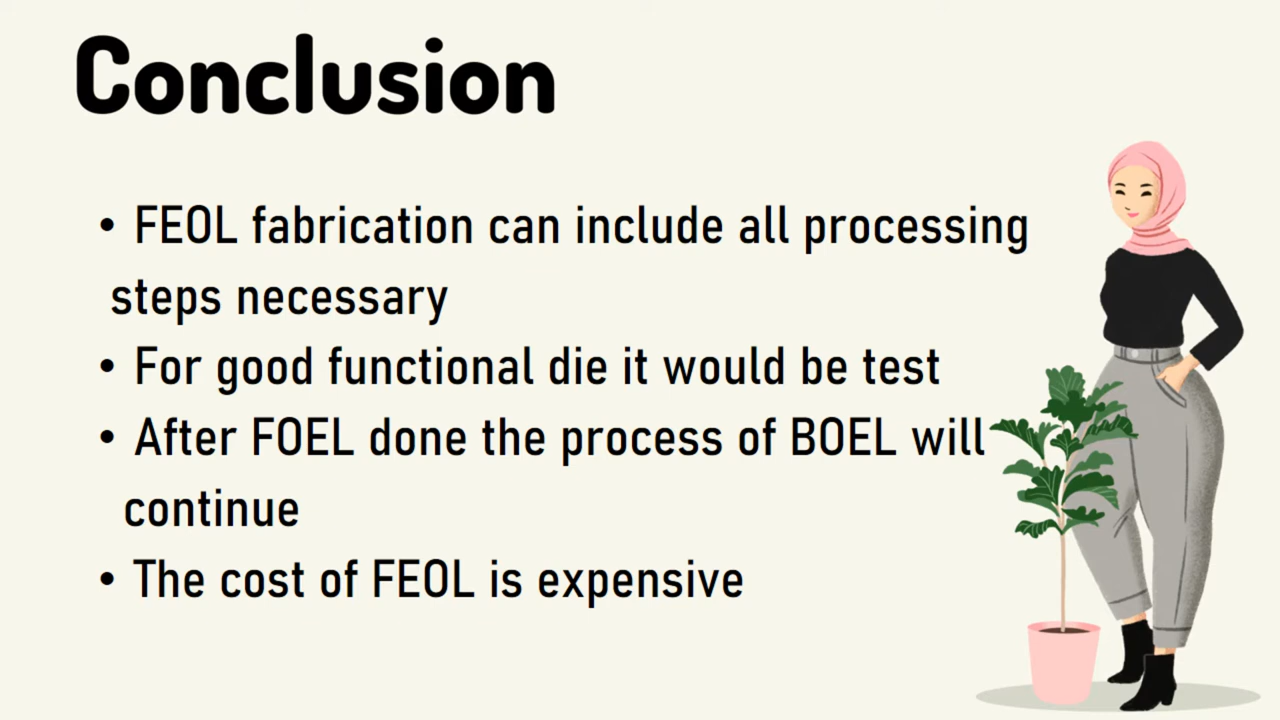 Conclusion
• FEOL fabrication can include all processing
steps necessary
• For good functional die it would be test
• After FOEL done the process of BOEL will
continue
• The cost of FEOL is expensive